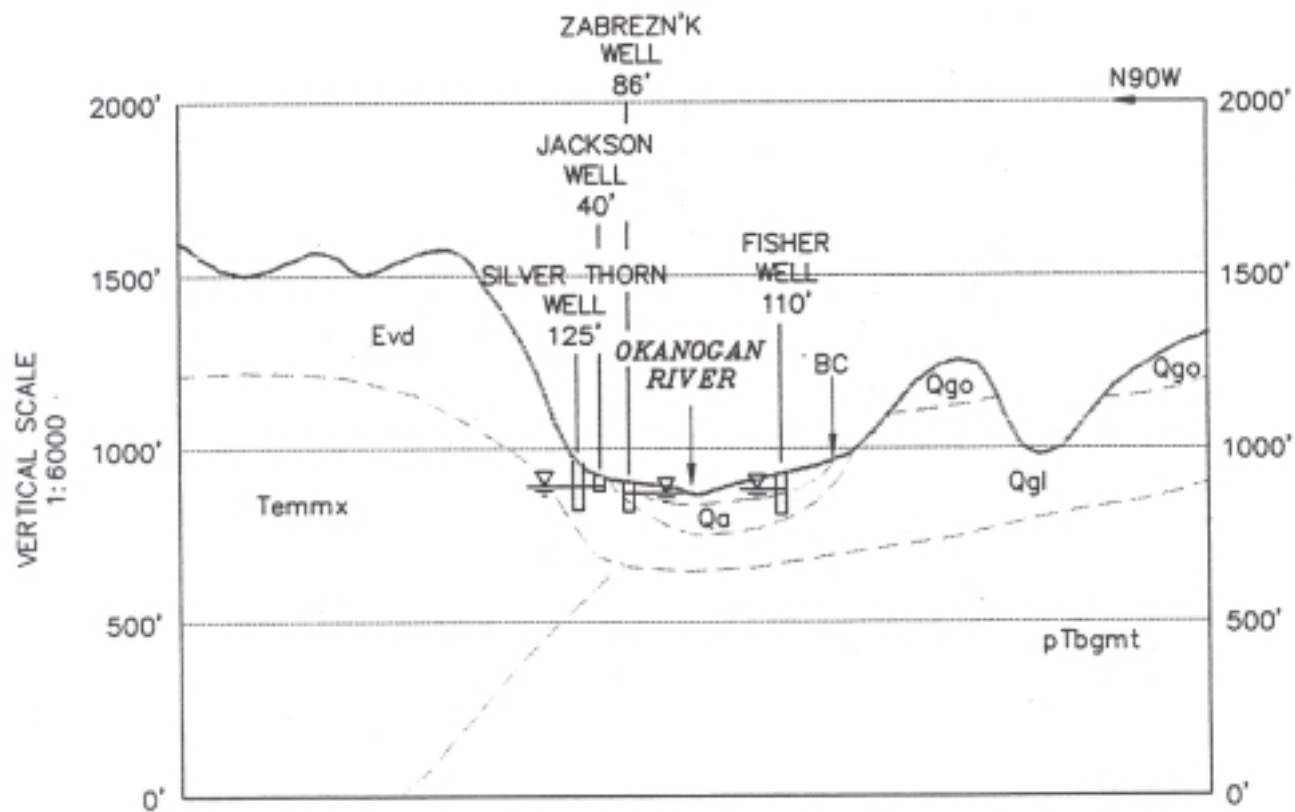 ZABREZN'K
WELL
86'
N90W
2000'
2000'
JACKSON
WELL
40'
FISHER
WELL
110'
1500'
1500'
SILVER THORN
WELL
125'
Evd
OKANOGAN
RIVER
BC
Qgo
Qgo
VERTICAL SCALE
1:6000
1000'
1000'
Temmx
Qa
Qgl
500'
500'
pTbgmt
0'
0'